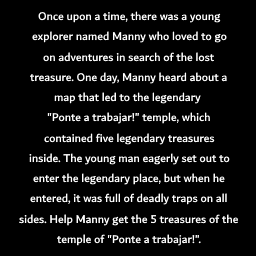 Once upon a time, there was a young
explorer named Manny who loved to go
on adventures in search of the lost
treasure. One day, Manny heard about a
map that led to the legendary
"Ponte a trabajar!" temple, which
contained five legendary treasures
inside. The young man eagerly set out to
enter the legendary place, but when he
entered, it was full of deadly traps on all
sides. Help Manny get the 5 treasures of the
temple of "Ponte a trabajar!".